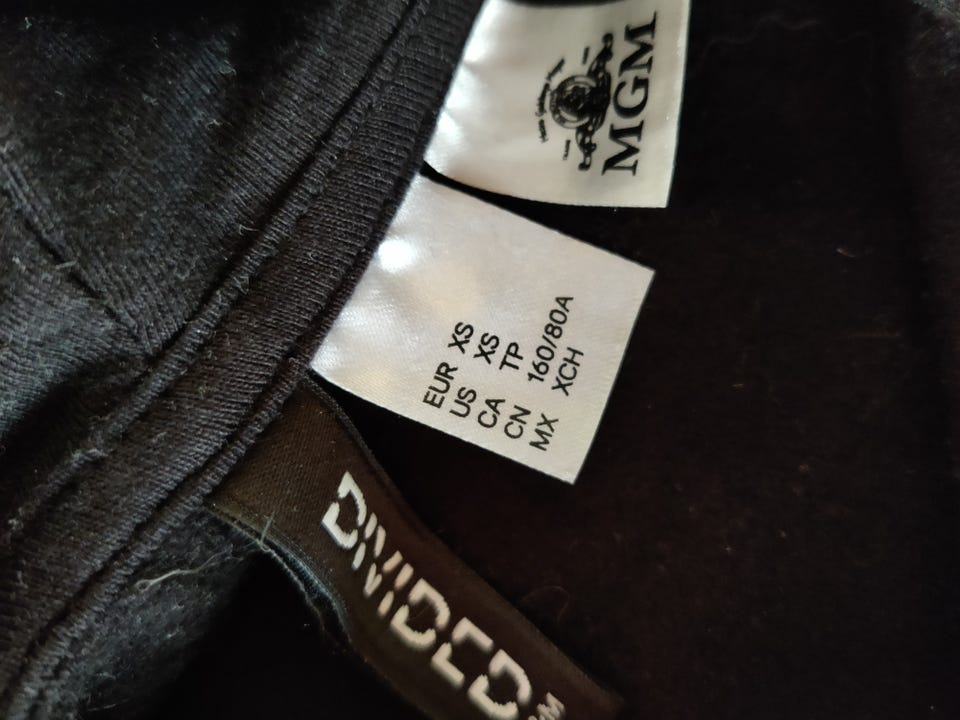 MGM
EUR XS
US XS
CA TP
CN 160/80A
MX XCH
DIVIDED